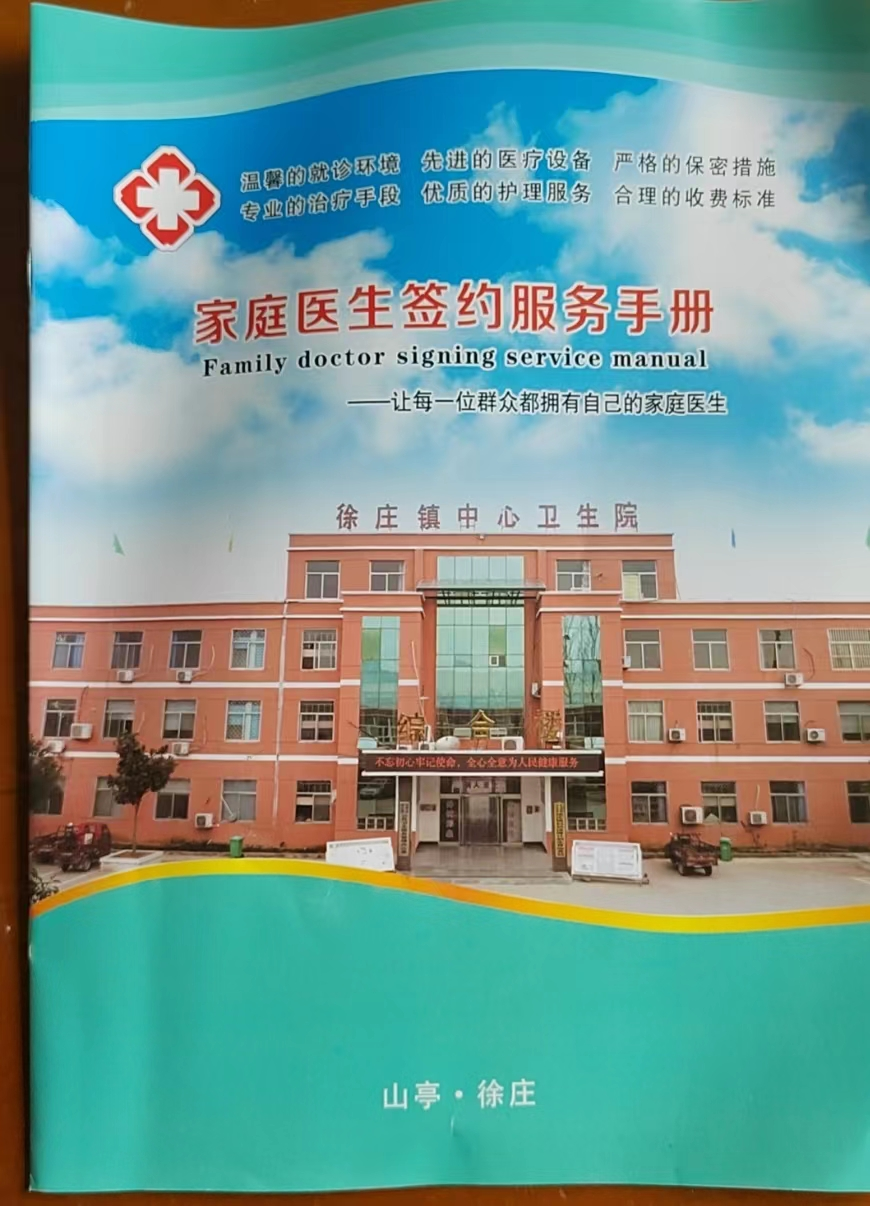 温馨的就诊环境 先进的医疗设备 严格的保密措施
专业的治疗手段 优质的护理服务 合理的收费标准
家庭医生签约服务手册
Family doctor signing service manual
——让每一位群众都拥有自己的家庭医生
徐庄镇中心卫生院
综合楼
不忘初心牢记使命，全心全意为人民健康服务
山亭·徐庄